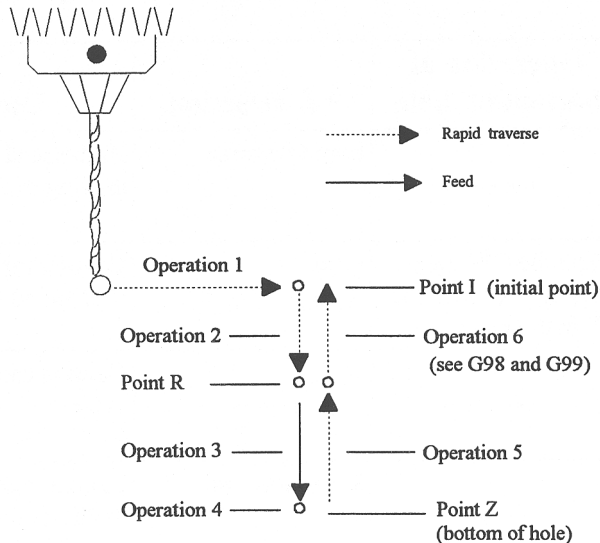 Rapid traverse
Feed
Operation 1
Point I (initial point)
Operation 2
Operation 6
(see G98 and G99)
Point R
Operation 3
Operation 5
Operation 4
Point Z
(bottom of hole)